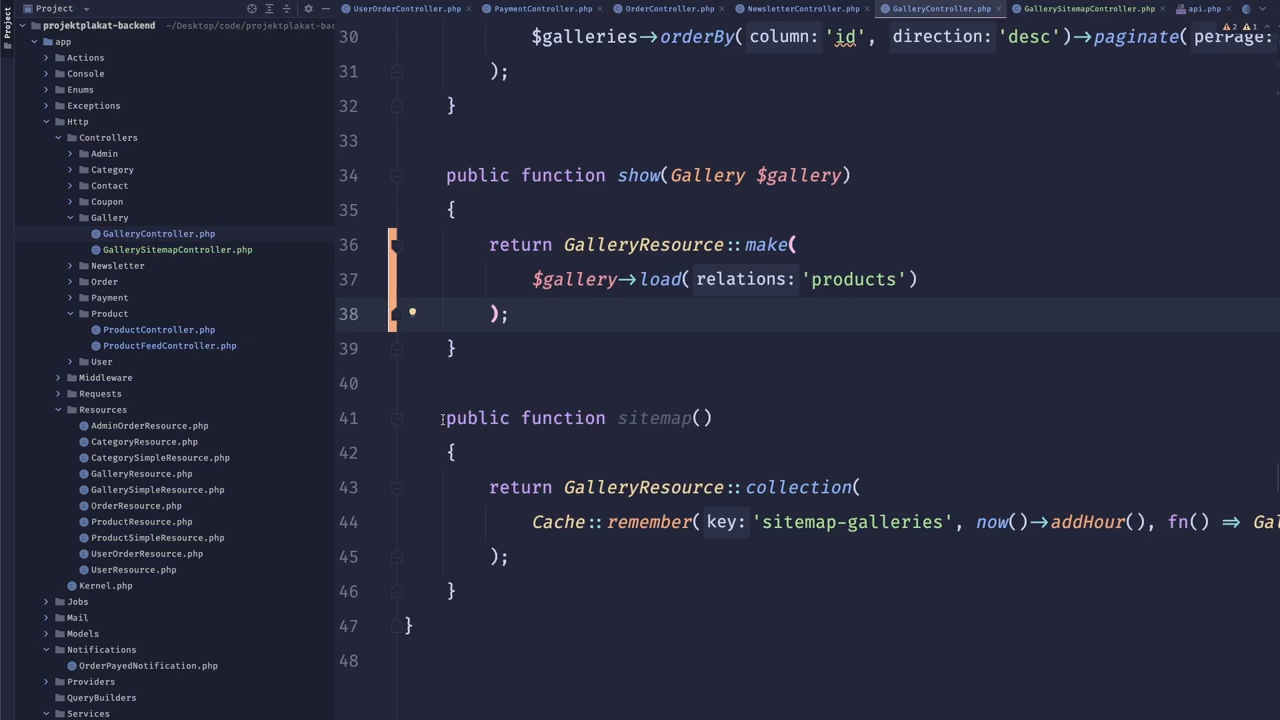 Project
UserOrderController.php
PaymentController.php
OrderController.php
NewsletterController.php
GalleryController.php
GallerySitemapController.php
api.php
2 1
Project
projektplakat-backend ~/Desktop/code/projektplakat-bac
app
Actions
Console
Enums
Exceptions
Http
Controllers
Admin
Category
Contact
Coupon
Gallery
GalleryController.php
GallerySitemapController.php
Newsletter
Order
Payment
Product
ProductController.php
ProductFeedController.php
User
Middleware
Requests
Resources
AdminOrderResource.php
CategoryResource.php
CategorySimpleResource.php
GalleryResource.php
GallerySimpleResource.php
OrderResource.php
ProductResource.php
ProductSimpleResource.php
UserOrderResource.php
UserResource.php
Kernel.php
Jobs
Mail
Models
Notifications
OrderPayedNotification.php
Providers
QueryBuilders
Services
30 $galleries->orderBy( column: 'id', direction: 'desc')->paginate( perPage:
31 );
32 }
33
34 public function show(Gallery $gallery)
35 {
36 return GalleryResource::make(
37 $gallery->load( relations: 'products')
38 );
39 }
40
41 public function sitemap()
42 {
43 return GalleryResource::collection(
44 Cache::remember( key: 'sitemap-galleries', now()->addHour(), fn() => Gal
45 );
46 }
47 }
48